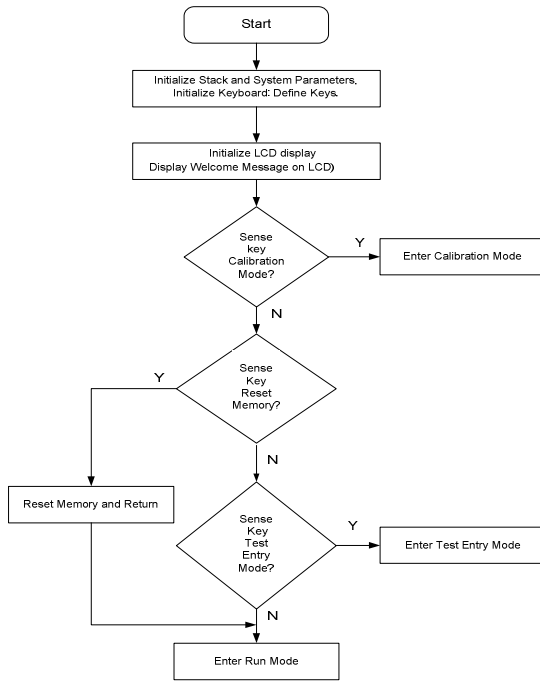 Start
Initialize Stack and System Parameters,
Initialize Keyboard: Define Keys.
Initialize LCD display
Display Welcome Message on LCD)
Sense
key
Calibration
Mode?
Y
Enter Calibration Mode
N
Sense
Key
Reset
Memory?
Y
N
Reset Memory and Return
Sense
Key
Test
Entry
Mode?
Y
Enter Test Entry Mode
N
Enter Run Mode